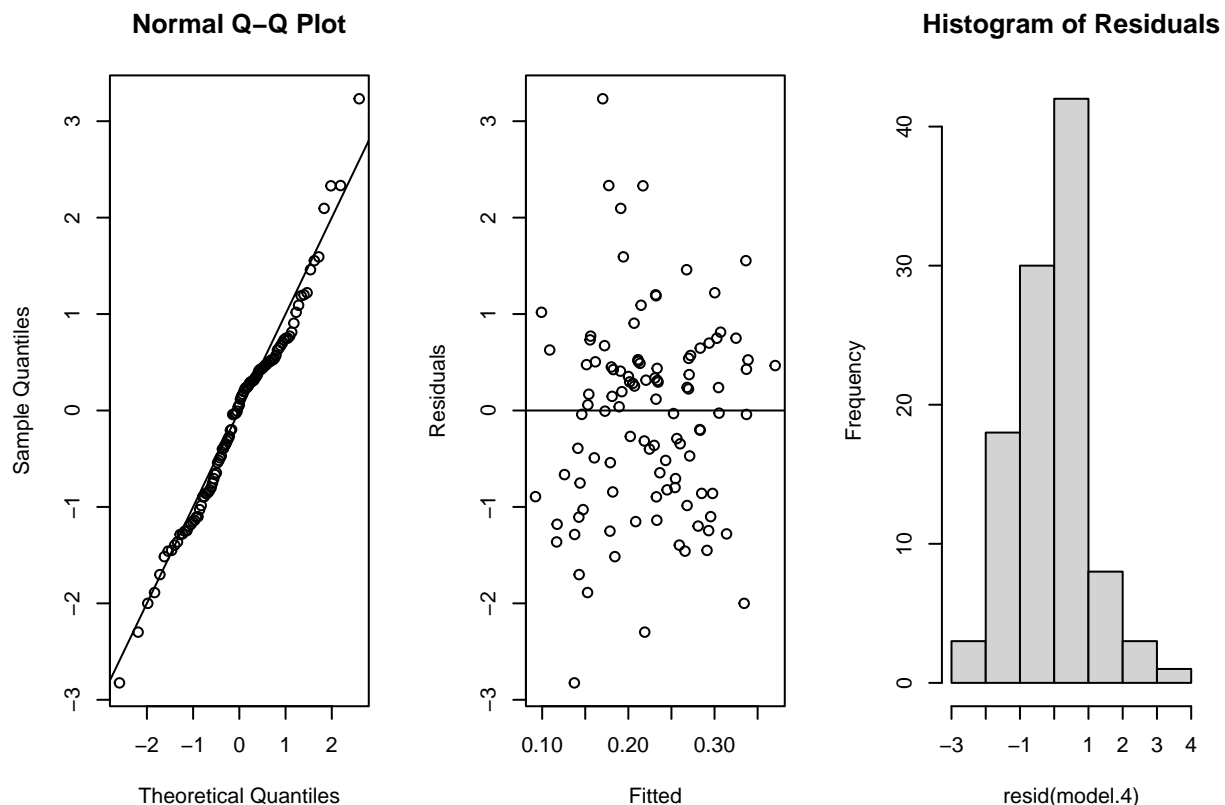 Normal Q−Q Plot
Sample Quantiles
3
2
1
0
−1
−2
−3
−2 −1 0 1 2
Theoretical Quantiles
Residuals
3
2
1
0
−1
−2
−3
0.10 0.20 0.30
Fitted
Histogram of Residuals
Frequency
40
30
20
10
0
−3 −1 1 2 3 4
resid(model.4)